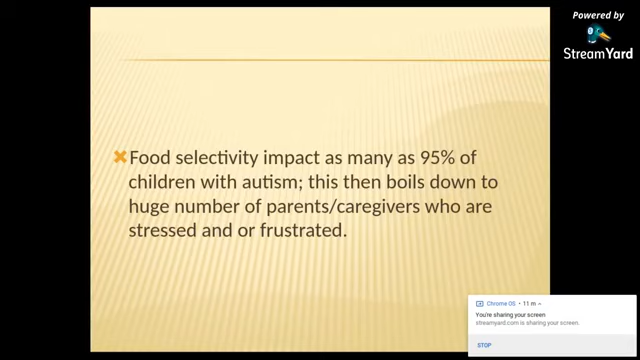 Powered by
StreamYard
Food selectivity impact as many as 95% of
children with autism; this then boils down to
huge number of parents/caregivers who are
stressed and or frustrated.
Chrome OS • 11 m
You're sharing your screen
streamyard.com is sharing your screen.
STOP